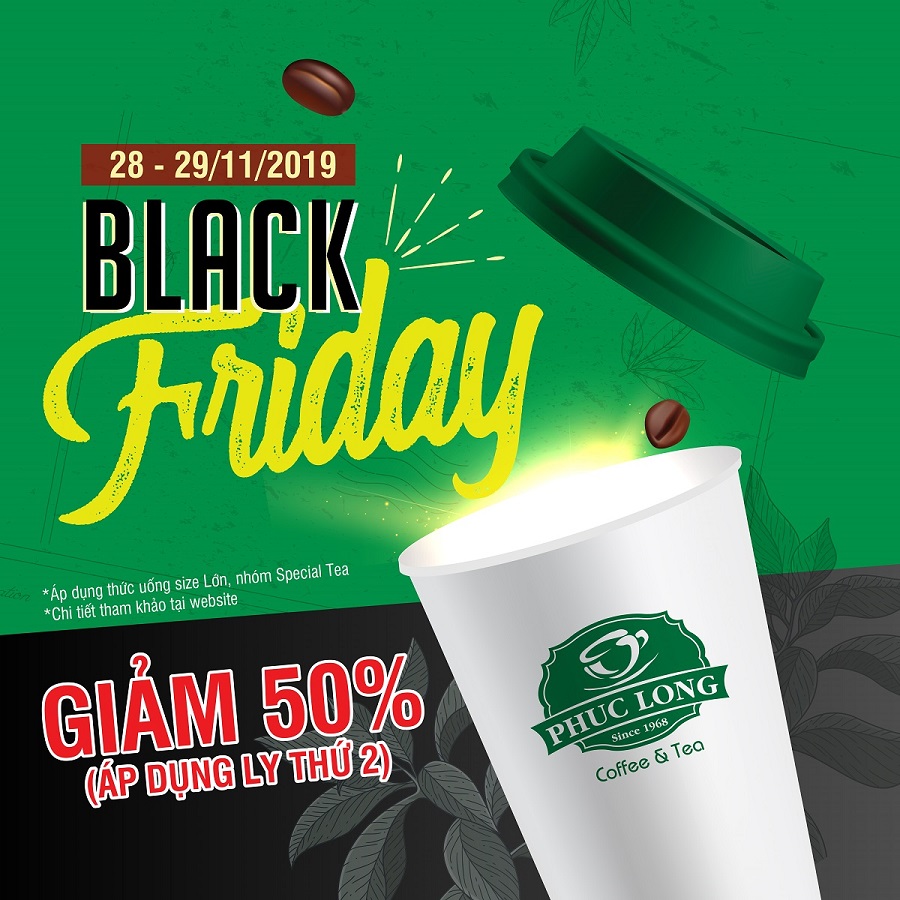 28 - 29/11/2019
BLACK
Friday
*Áp dụng thức uống size Lớn, nhóm Special Tea
*Chi tiết tham khảo tại website
GIẢM 50%
(ÁP DỤNG LY THỨ 2)
PHUC LONG
Since 1968
Coffee & Tea